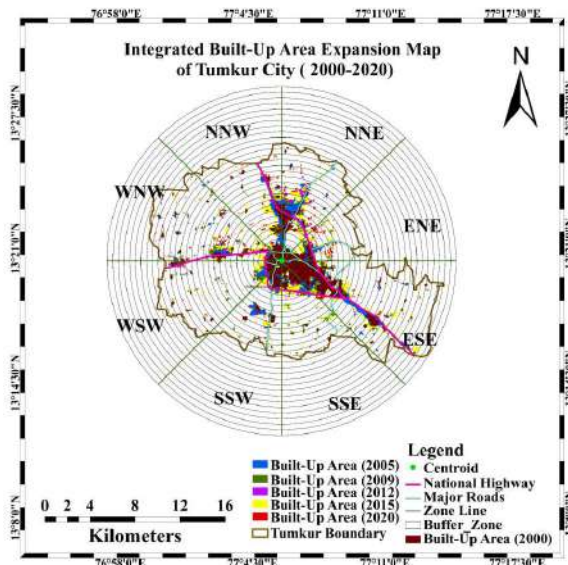 76°58'0"E 77°4'30"E 77°11'0"E 77°17'30"E
Integrated Built-Up Area Expansion Map
of Tumkur City ( 2000-2020)
N
13°27'30"N
NNW NNE
WNW ENE
13°21'0"N
WSW ESE
13°14'30"N
SSW SSE
Legend
Built-Up Area (2005)
Built-Up Area (2009)
Built-Up Area (2012)
Built-Up Area (2015)
Built-Up Area (2020)
Tumkur Boundary
Centroid
National Highway
Major Roads
Zone Line
Buffer_Zone
Built-Up Area (2000)
0 2 4 8 12 16
Kilometers
13°8'0"N
76°58'0"E 77°4'30"E 77°11'0"E 77°17'30"E